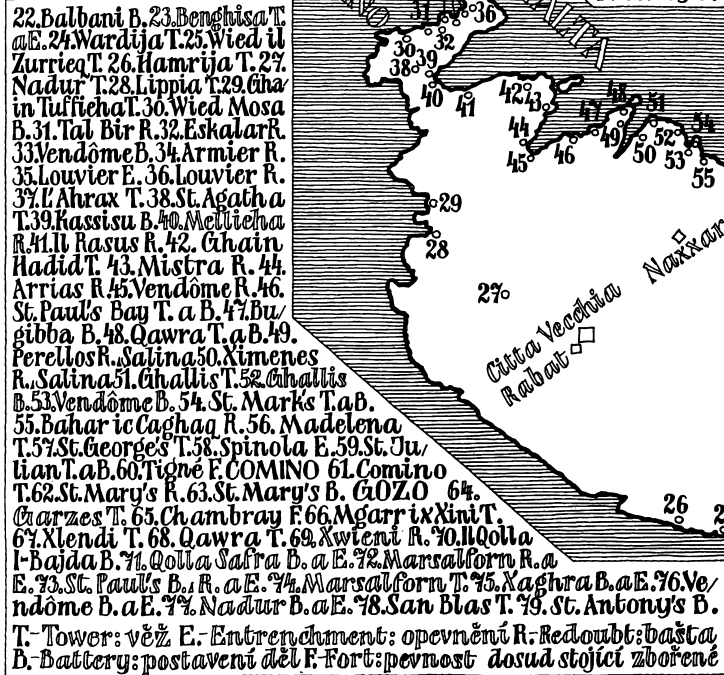 22.Balbani B.23.Benghisa T.
aE.24.Wardija T.25.Wied il
Zurrieq T. 26.Hamrija T. 27.
Nadur T.28.Lippia T.29.Gha/
in Tuffieha T.30.Wied Mosa
B.31.Tal Bir R.32.Eskalar R.
33.Vendôme B.34.Armier R.
35.Louvier E.36.Louvier R.
37.L'Ahrax T.38.St.Agatha
T.39.Kassisu B.40.Mellieha
R.41.Il Rasus R.42. Ghain
Hadid T. 43.Mistra R.44.
Arrias R.45.Vendôme R.46.
St.Paul's Bay T. a B.47.Bu/
gibba B.48.Qawra T.aB.49.
Perellos R.,Salina 50.Ximenes
R.,Salina 51.Ghallis T.52.Ghallis
B.53.Vendôme B. 54.St.Mark's T.aB.
55.Bahar ic Caghaq R.56.Madelena
T.57.St.George's T.58.Spinola E.59.St.Ju/
lian T.aB.60.Tigné F. COMINO 61.Comino
T.62.St.Mary's R.63.St.Mary's B. GOZO 64.
Garzes T. 65.Chambray F.66.Mgarr ix Xini T.
67.Xlendi T. 68.Qawra T.69.Xwieni R.70.Il Qolla
l-Bajda B.71.Qolla Safra B.aE.72.Marsalforn R.a
E.73.St.Paul's B.,R.aE.74.Marsalforn T.75.Xaghra B.aE.76.Ve/
ndôme B.aE.77.Nadur B.aE.78.San Blas T.79.St.Antony's B.
T.-Tower: věž E.-Entrenchment: opevnění R.-Redoubt: bašta
B.-Battery: postavení děl F.-Fort: pevnost dosud stojící zbořené
31
36
30
32
38
39
40
41
42
43
44
45
46
47
48
49
50
51
52
53
54
55
29
28
27
26
Naxxar
Citta Vecchia
Rabat